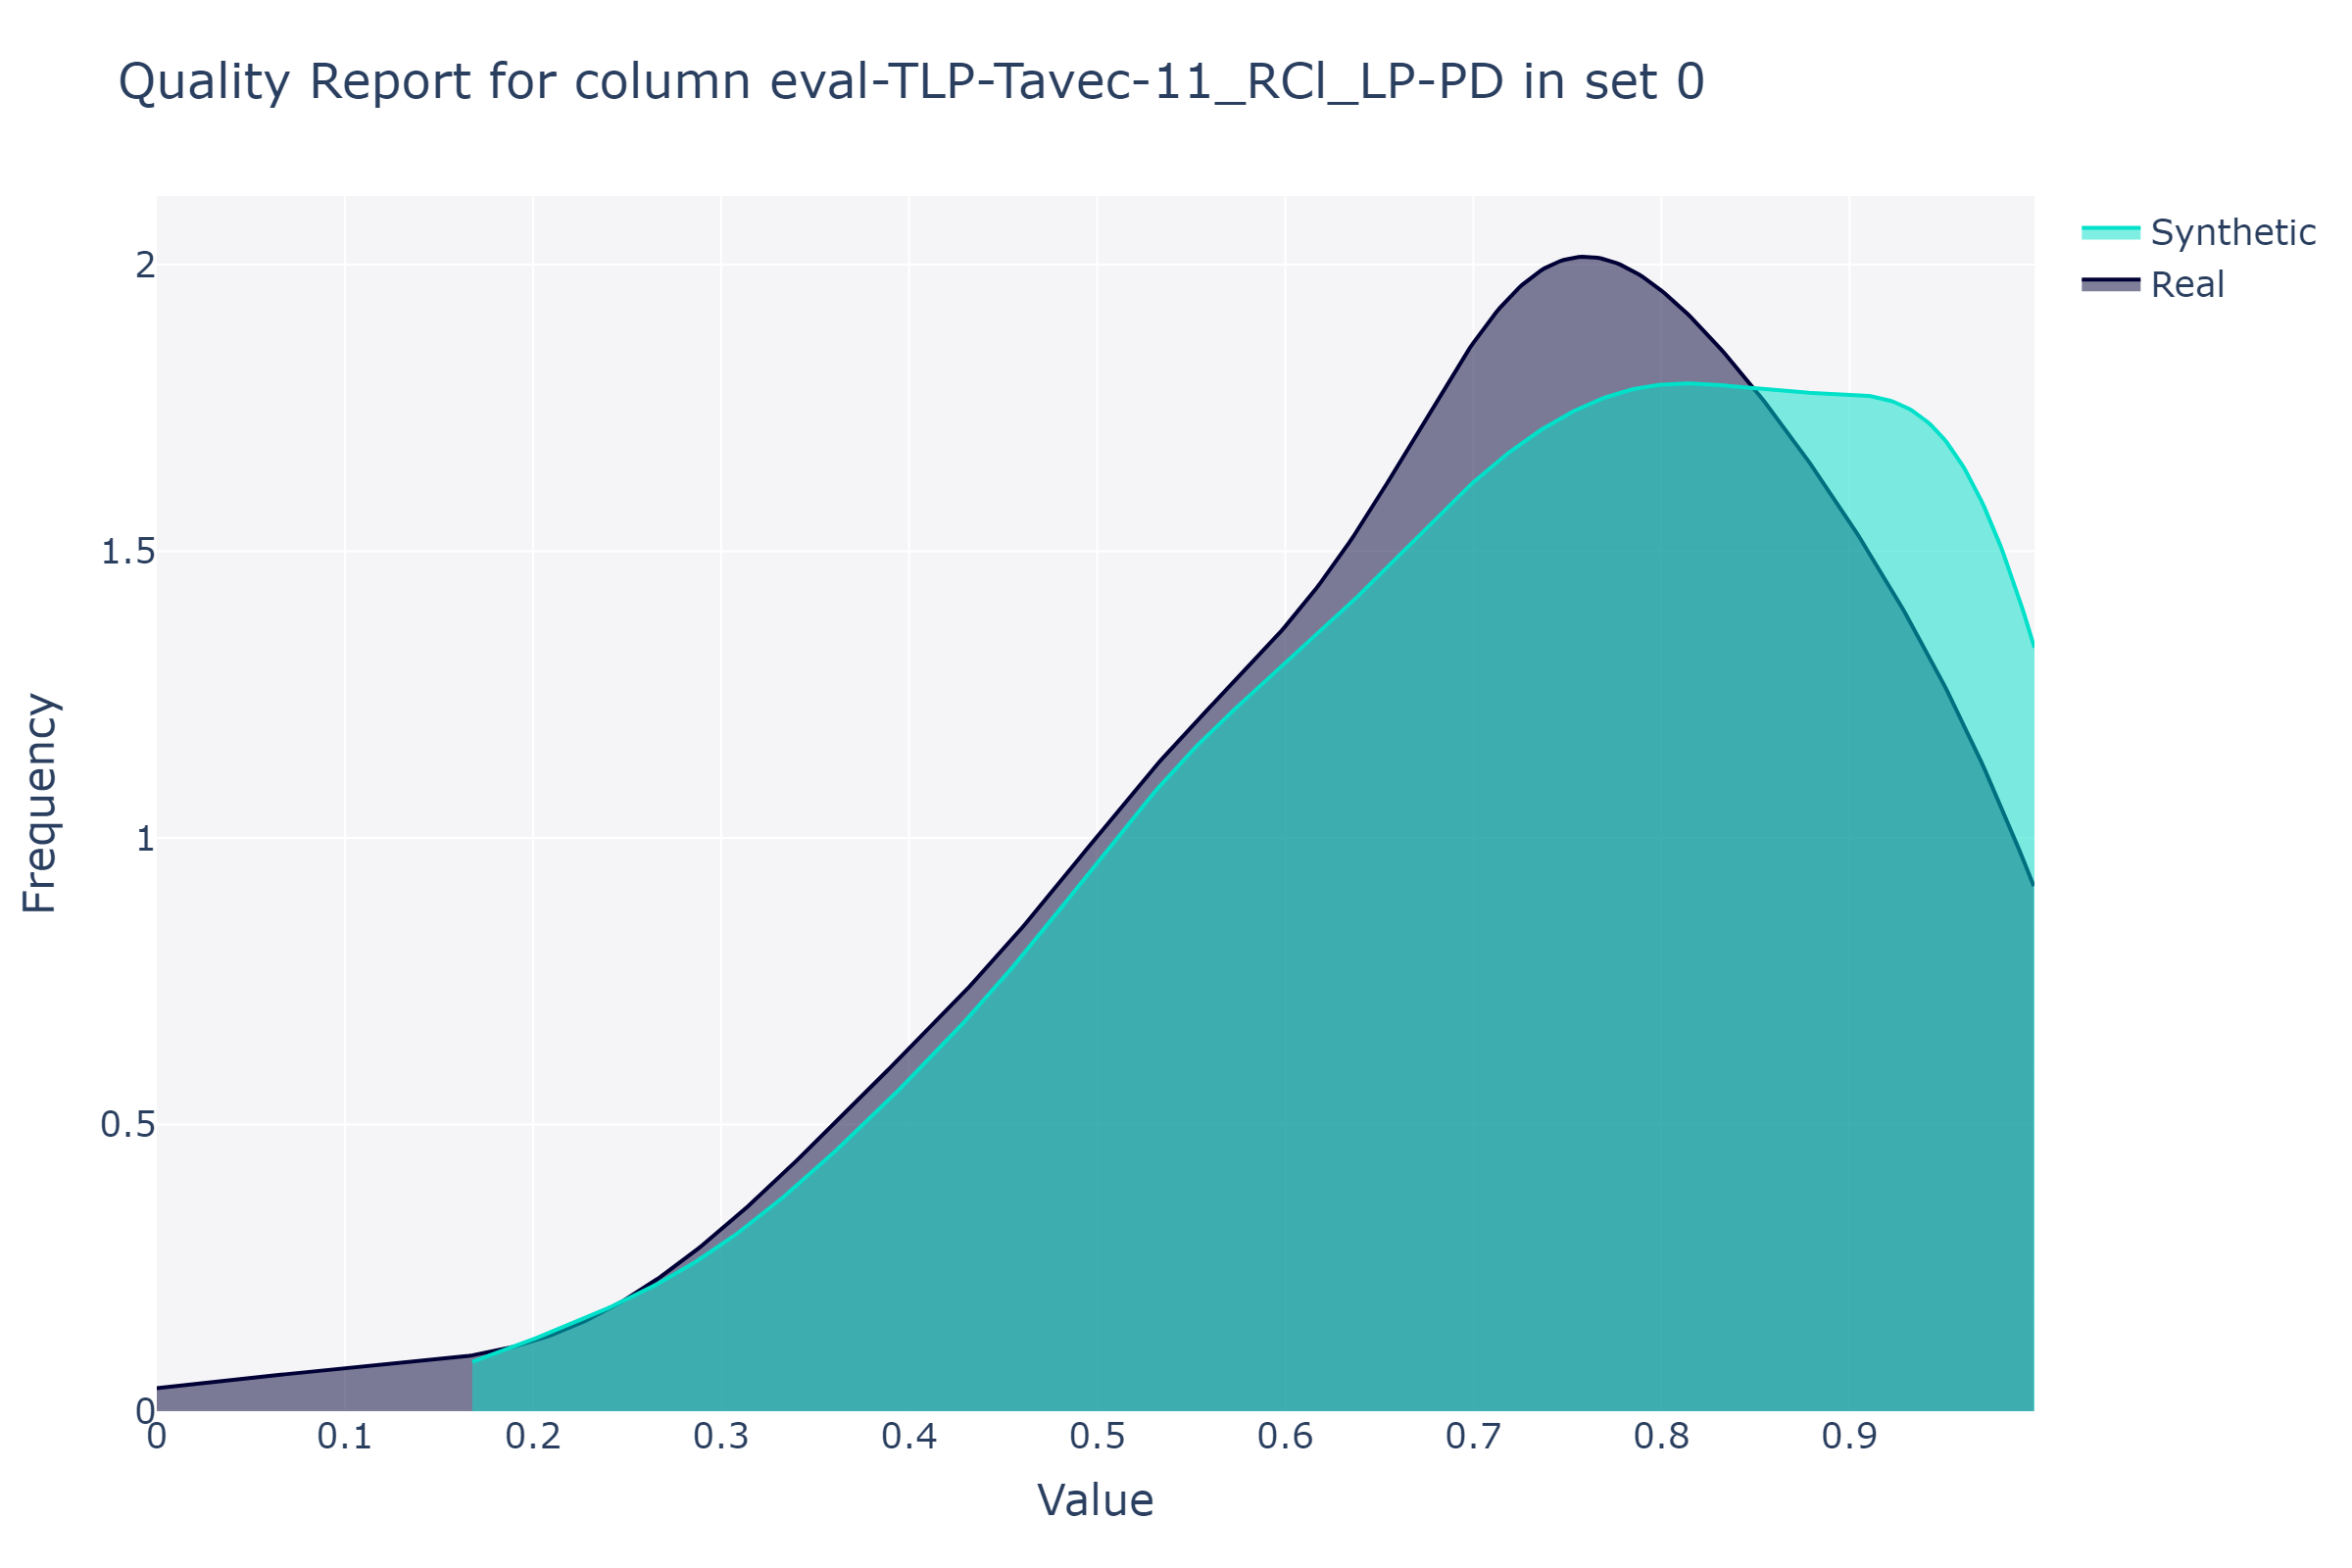 Quality Report for column eval-TLP-Tavec-11_RCl_LP-PD in set 0
Synthetic
Real
Frequency
2
1.5
1
0.5
0
0 0.1 0.2 0.3 0.4 0.5 0.6 0.7 0.8 0.9
Value